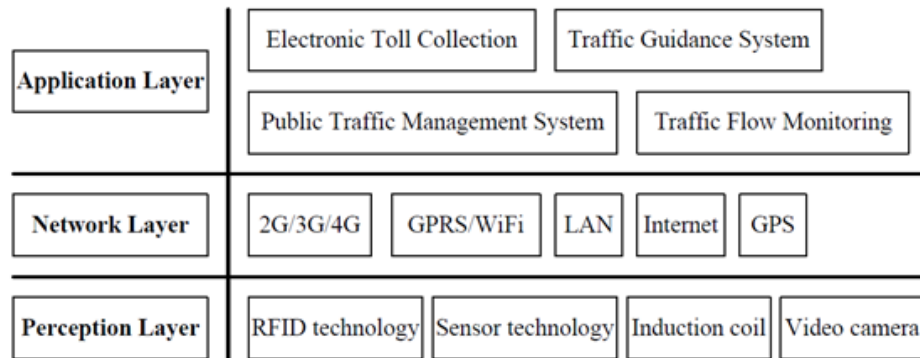 Electronic Toll Collection
Traffic Guidance System
Application Layer
Public Traffic Management System
Traffic Flow Monitoring
Network Layer
2G/3G/4G
GPRS/WiFi
LAN
Internet
GPS
Perception Layer
RFID technology
Sensor technology
Induction coil
Video camera